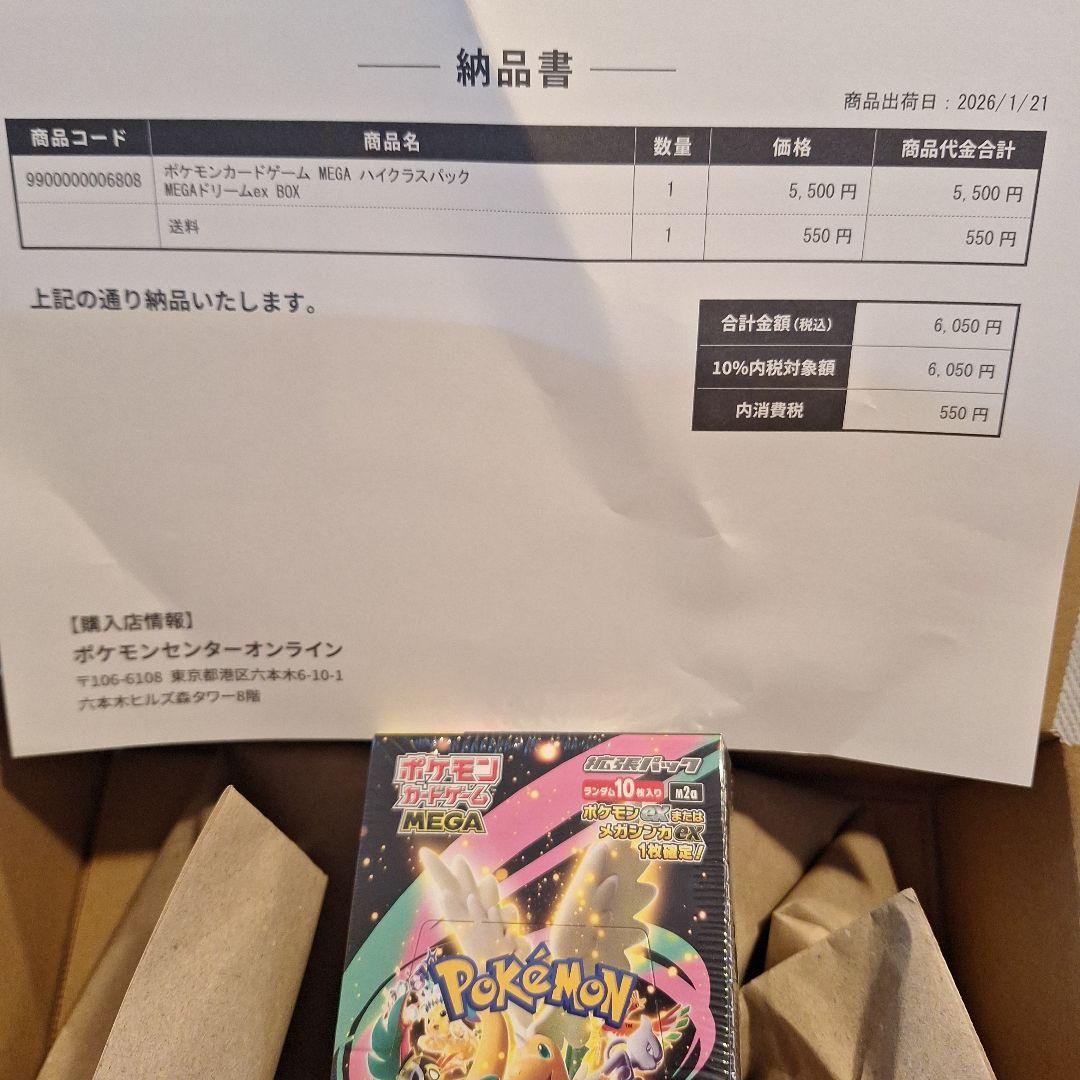 納品書
商品出荷日：2026/1/21
商品コード 商品名 数量 価格 商品代金合計
9900000006808 ポケモンカードゲーム MEGA ハイクラスパック 1 5,500 円 5,500 円
MEGAドリームex BOX
送料 1 550 円 550 円
上記の通り納品いたします。
合計金額(税込) 6,050 円
10%内税対象額 6,050 円
内消費税 550 円
【購入店情報】
ポケモンセンターオンライン
〒106-6108 東京都港区六本木6-10-1
六本木ヒルズ森タワー8階
ポケモン
カードゲーム
MEGA
拡張パック
ランダム10枚入り m2a
ポケモンexまたは
メガシンカex
1枚確定!
POKéMON